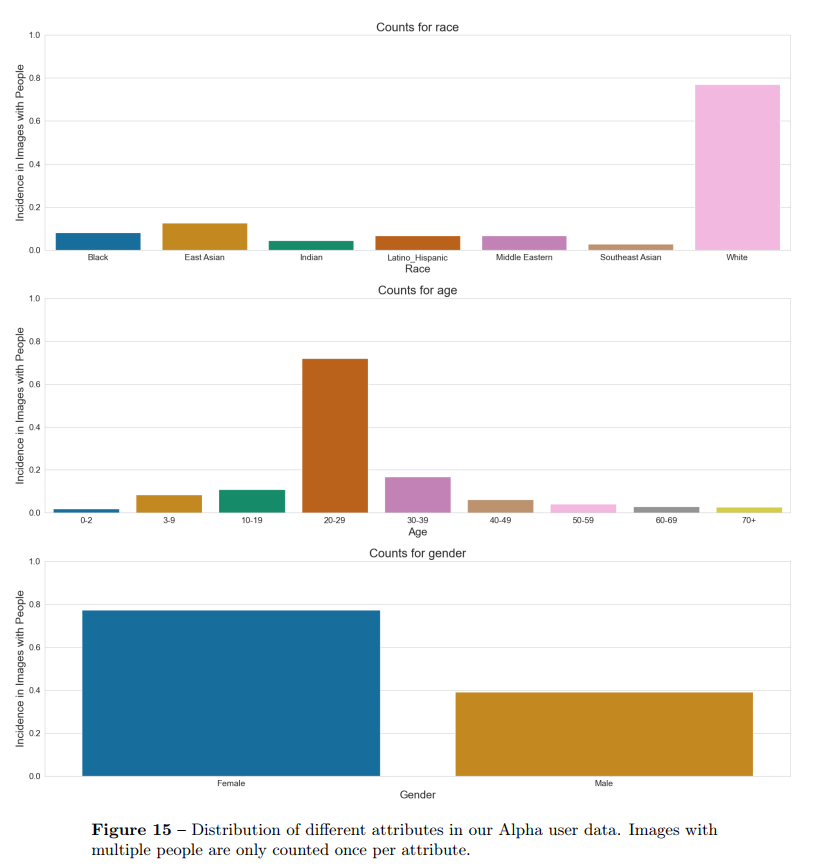 Counts for race
Incidence in Images with People
1.0
0.8
0.6
0.4
0.2
0.0
Black East Asian Indian Latino_Hispanic Middle Eastern Southeast Asian White
Race
Counts for age
Incidence in Images with People
1.0
0.8
0.6
0.4
0.2
0.0
0-2 3-9 10-19 20-29 30-39 40-49 50-59 60-69 70+
Age
Counts for gender
Incidence in Images with People
1.0
0.8
0.6
0.4
0.2
0.0
Female Male
Gender
Figure 15 – Distribution of different attributes in our Alpha user data. Images with
multiple people are only counted once per attribute.